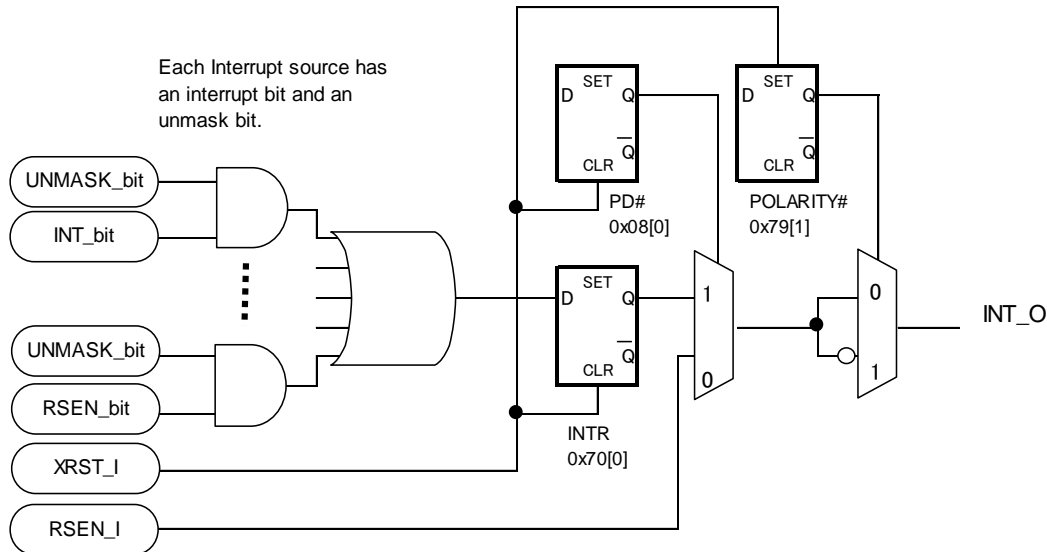 Each Interrupt source has
an interrupt bit and an
unmask bit.
SET
D
Q
Q
CLR
PD#
0x08[0]
SET
D
Q
Q
CLR
POLARITY#
0x79[1]
UNMASK_bit
INT_bit
SET
D
Q
Q
CLR
INTR
0x70[0]
1
0
0
1
INT_O
UNMASK_bit
RSEN_bit
XRST_I
RSEN_I